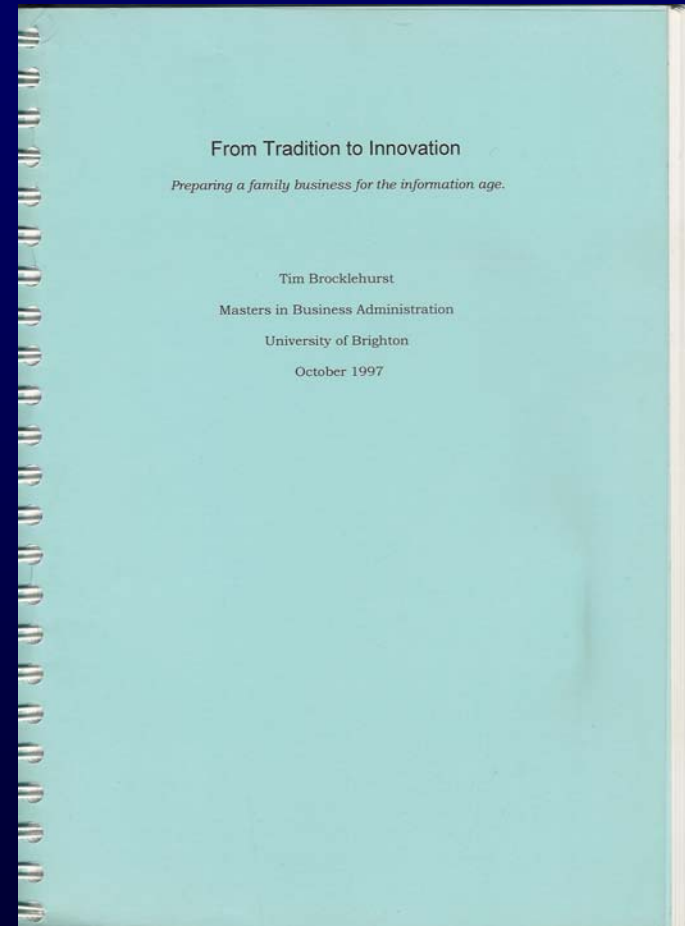 From Tradition to Innovation
Preparing a family business for the information age.
Tim Brocklehurst
Masters in Business Administration
University of Brighton
October 1997